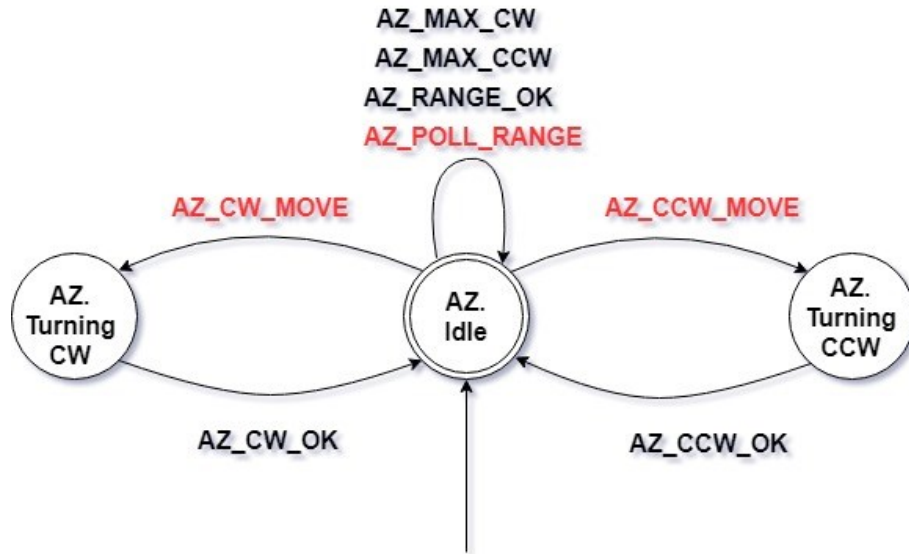 AZ_MAX_CW
AZ_MAX_CCW
AZ_RANGE_OK
AZ_POLL_RANGE
AZ_CW_MOVE
AZ_CCW_MOVE
AZ.
Turning
CW
AZ.
Idle
AZ.
Turning
CCW
AZ_CW_OK
AZ_CCW_OK